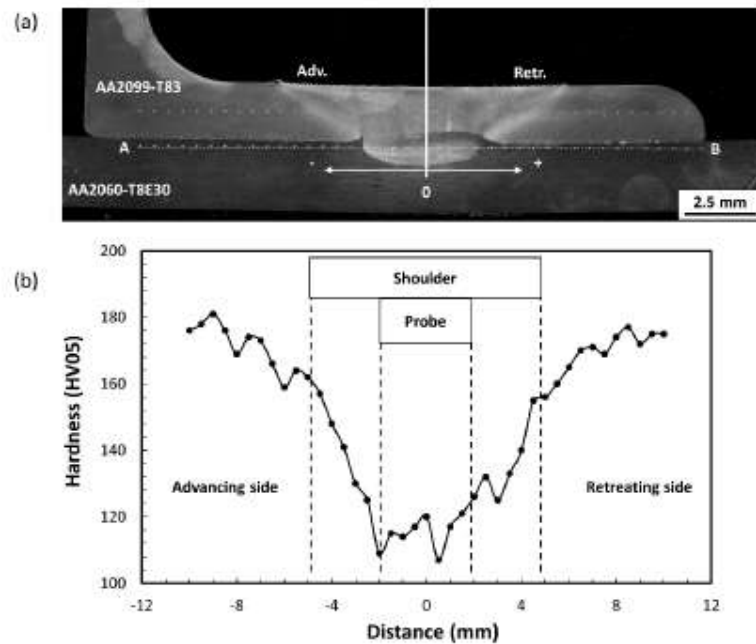 (a)
Adv. Retr.
AA2099-T83
A B
- +
0
AA2060-T8E30
2.5 mm
(b)
200
Shoulder
180
Probe
160
Hardness (HV05)
140
Advancing side Retreating side
120
100
-12 -8 -4 0 4 8 12
Distance (mm)